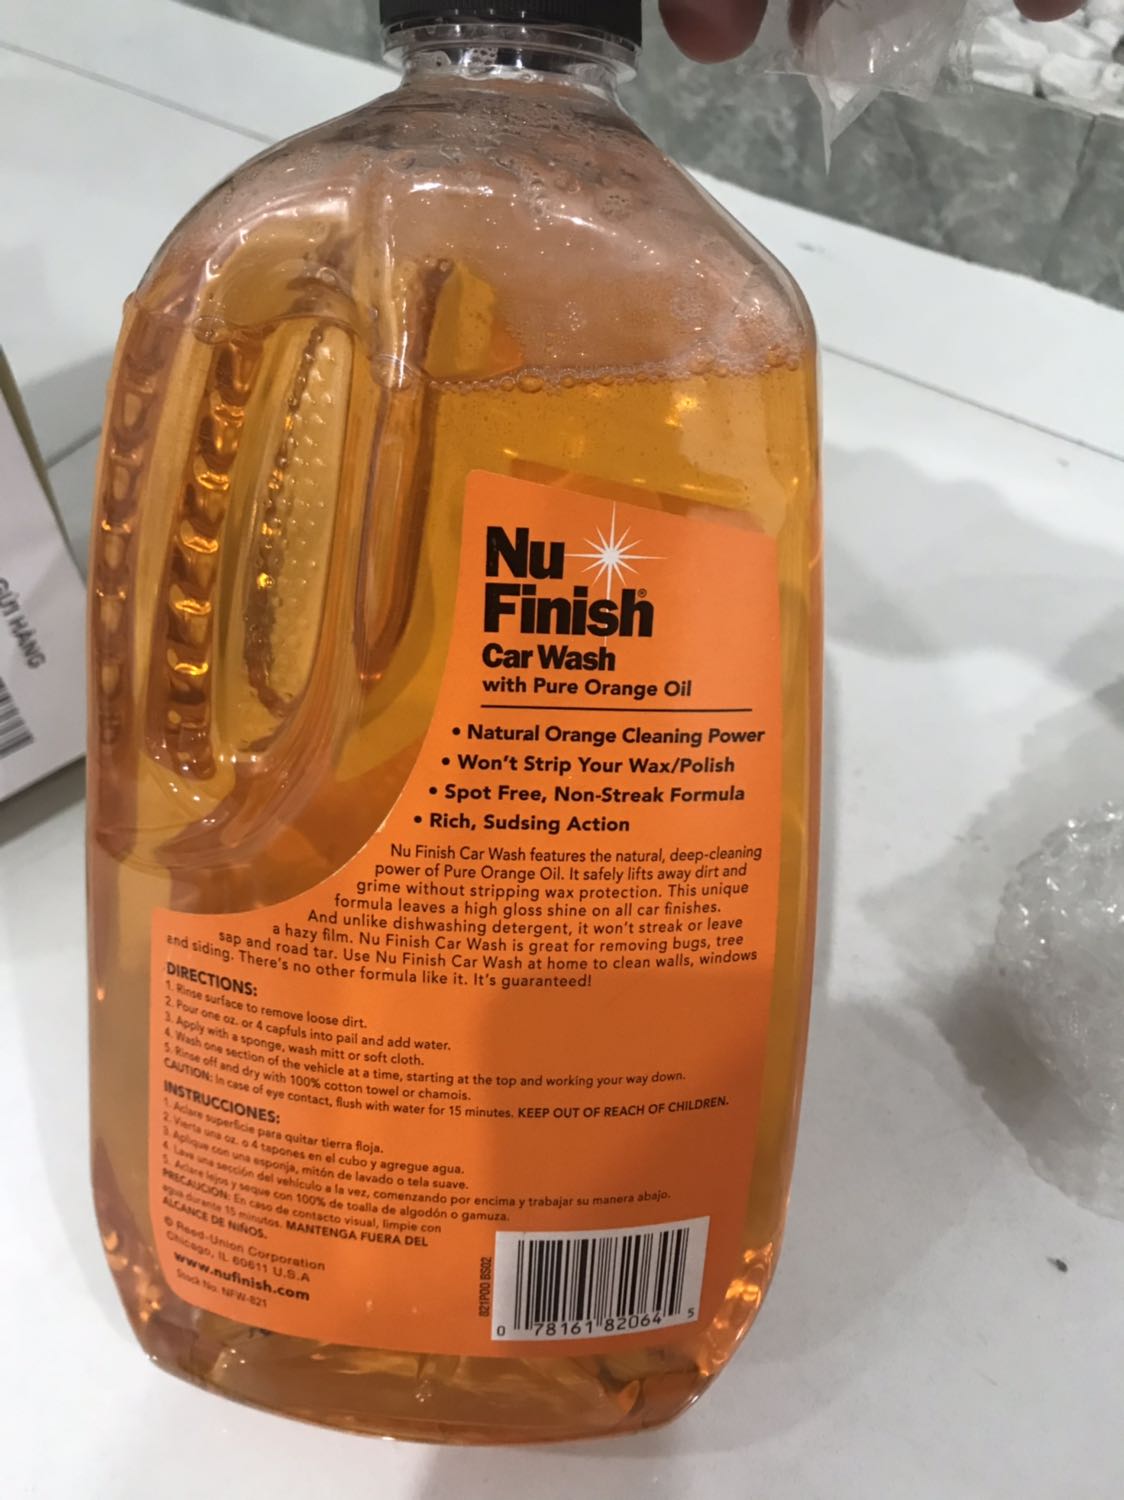 Nu
Finish®
Car Wash
with Pure Orange Oil
• Natural Orange Cleaning Power
• Won't Strip Your Wax/Polish
• Spot Free, Non-Streak Formula
• Rich, Sudsing Action
Nu Finish Car Wash features the natural, deep-cleaning
power of Pure Orange Oil. It safely lifts away dirt and
grime without stripping wax protection. This unique
formula leaves a high gloss shine on all car finishes.
And unlike dishwashing detergent, it won't streak or leave
a hazy film. Nu Finish Car Wash is great for removing bugs, tree
sap and road tar. Use Nu Finish Car Wash at home to clean walls, windows
and siding. There's no other formula like it. It's guaranteed!
DIRECTIONS:
1. Rinse surface to remove loose dirt.
2. Pour one oz. or 4 capfuls into pail and add water.
3. Apply with a sponge, wash mitt or soft cloth.
4. Wash one section of the vehicle at a time, starting at the top and working your way down.
5. Rinse off and dry with 100% cotton towel or chamois.
CAUTION: In case of eye contact, flush with water for 15 minutes. KEEP OUT OF REACH OF CHILDREN.
INSTRUCCIONES:
1. Aclare superficie para quitar tierra floja.
2. Vierta una oz. o 4 tapones en el cubo y agregue agua.
3. Aplique con una esponja, mitón de lavado o tela suave.
4. Lave una sección del vehículo a la vez, comenzando por encima y trabajar su manera abajo.
5. Aclare lejos y seque con 100% de toalla de algodón o gamuza.
PRECAUCIÓN: En caso de contacto visual, limpie con
agua durante 15 minutos. MANTENGA FUERA DEL
ALCANCE DE NIÑOS.
© Reed-Union Corporation
Chicago, IL 60611 U.S.A
www.nufinish.com
Stock No. NFW-821
821POD BS02
0 78161 82064 5
GỬI HÀNG